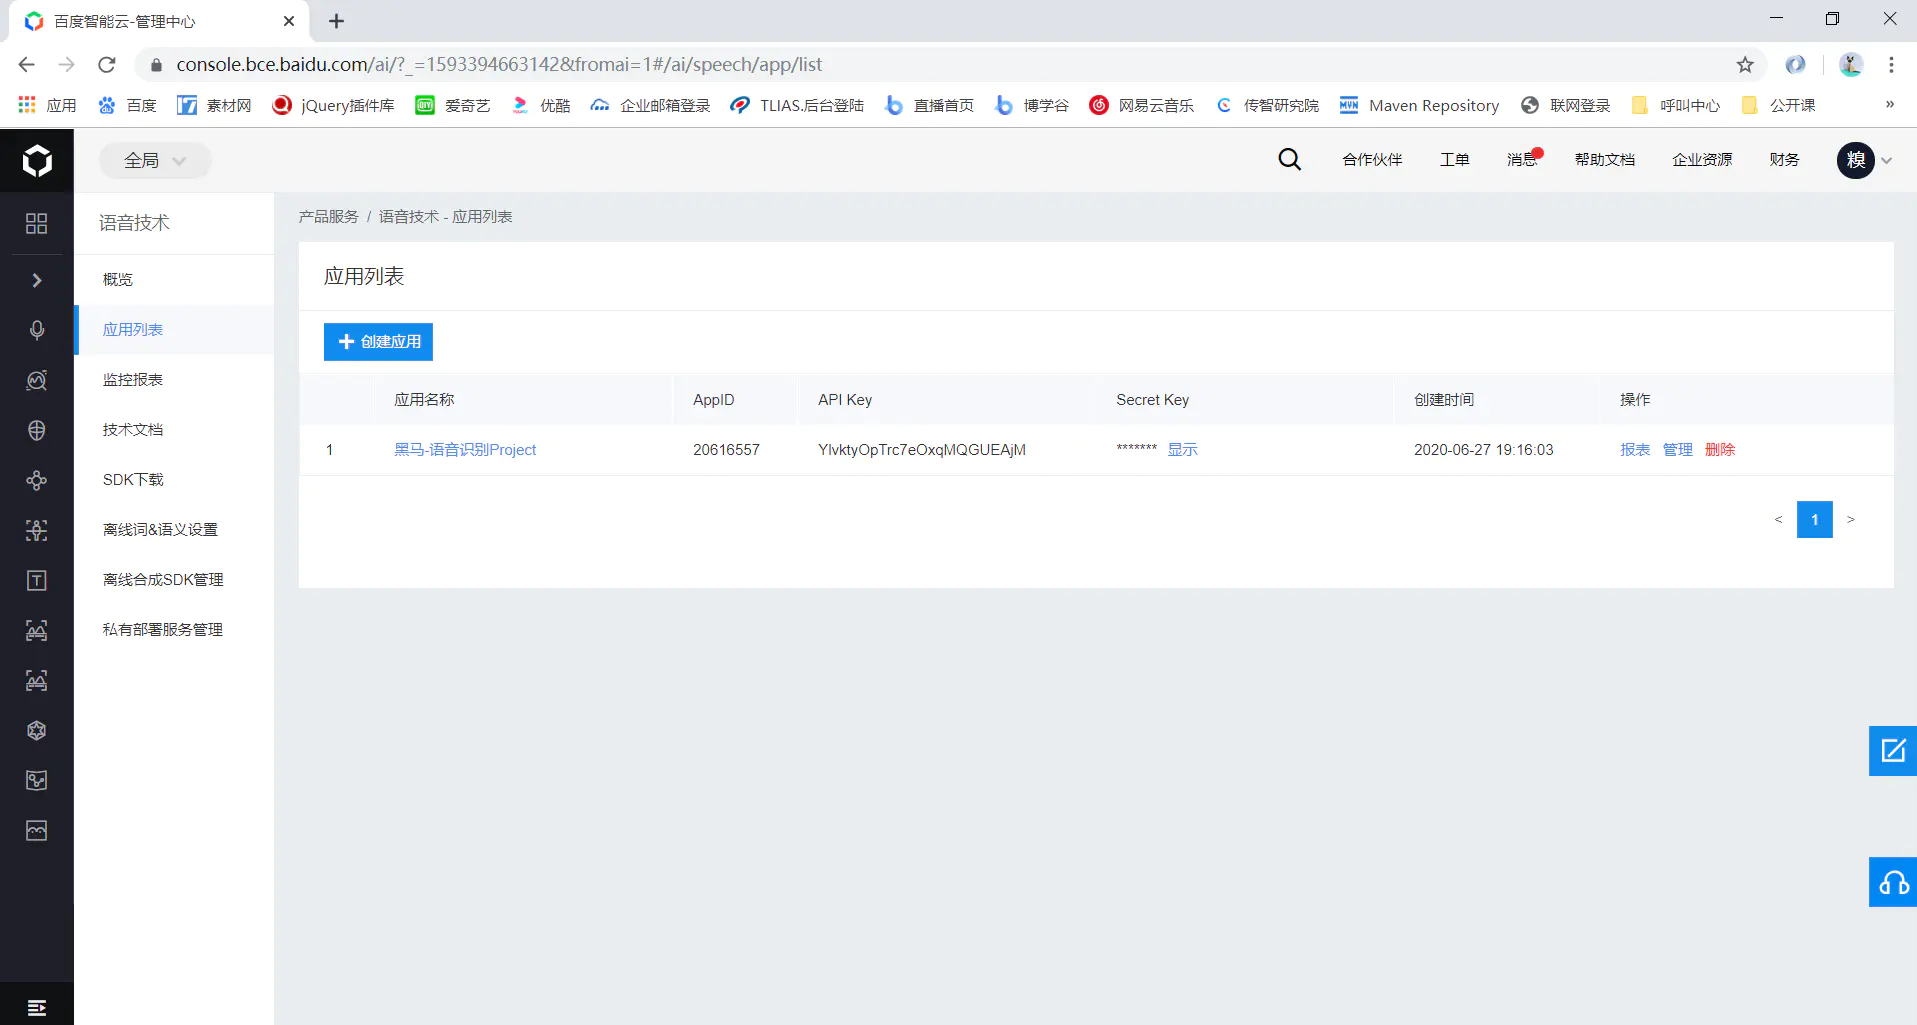 百度智能云-管理中心
console.bce.baidu.com/ai/?_=1593394663142&fromai=1#/ai/speech/app/list
应用 百度 素材网 jQuery插件库 爱奇艺 优酷 企业邮箱登录 TLIAS.后台登陆 直播首页 博学谷 网易云音乐 传智研究院 Maven Repository 联网登录 呼叫中心 公开课 »
全局 合作伙伴 工单 消息 帮助文档 企业资源 财务 糗
语音技术
概览
应用列表
监控报表
技术文档
SDK下载
离线词&语义设置
离线合成SDK管理
私有部署服务管理
产品服务 / 语音技术 - 应用列表
应用列表
+ 创建应用
应用名称 AppID API Key Secret Key 创建时间 操作
1 黑马-语音识别Project 20616557 YlvktyOpTrc7eOxqMQGUEAjM ******* 显示 2020-06-27 19:16:03 报表 管理 删除
< 1 >